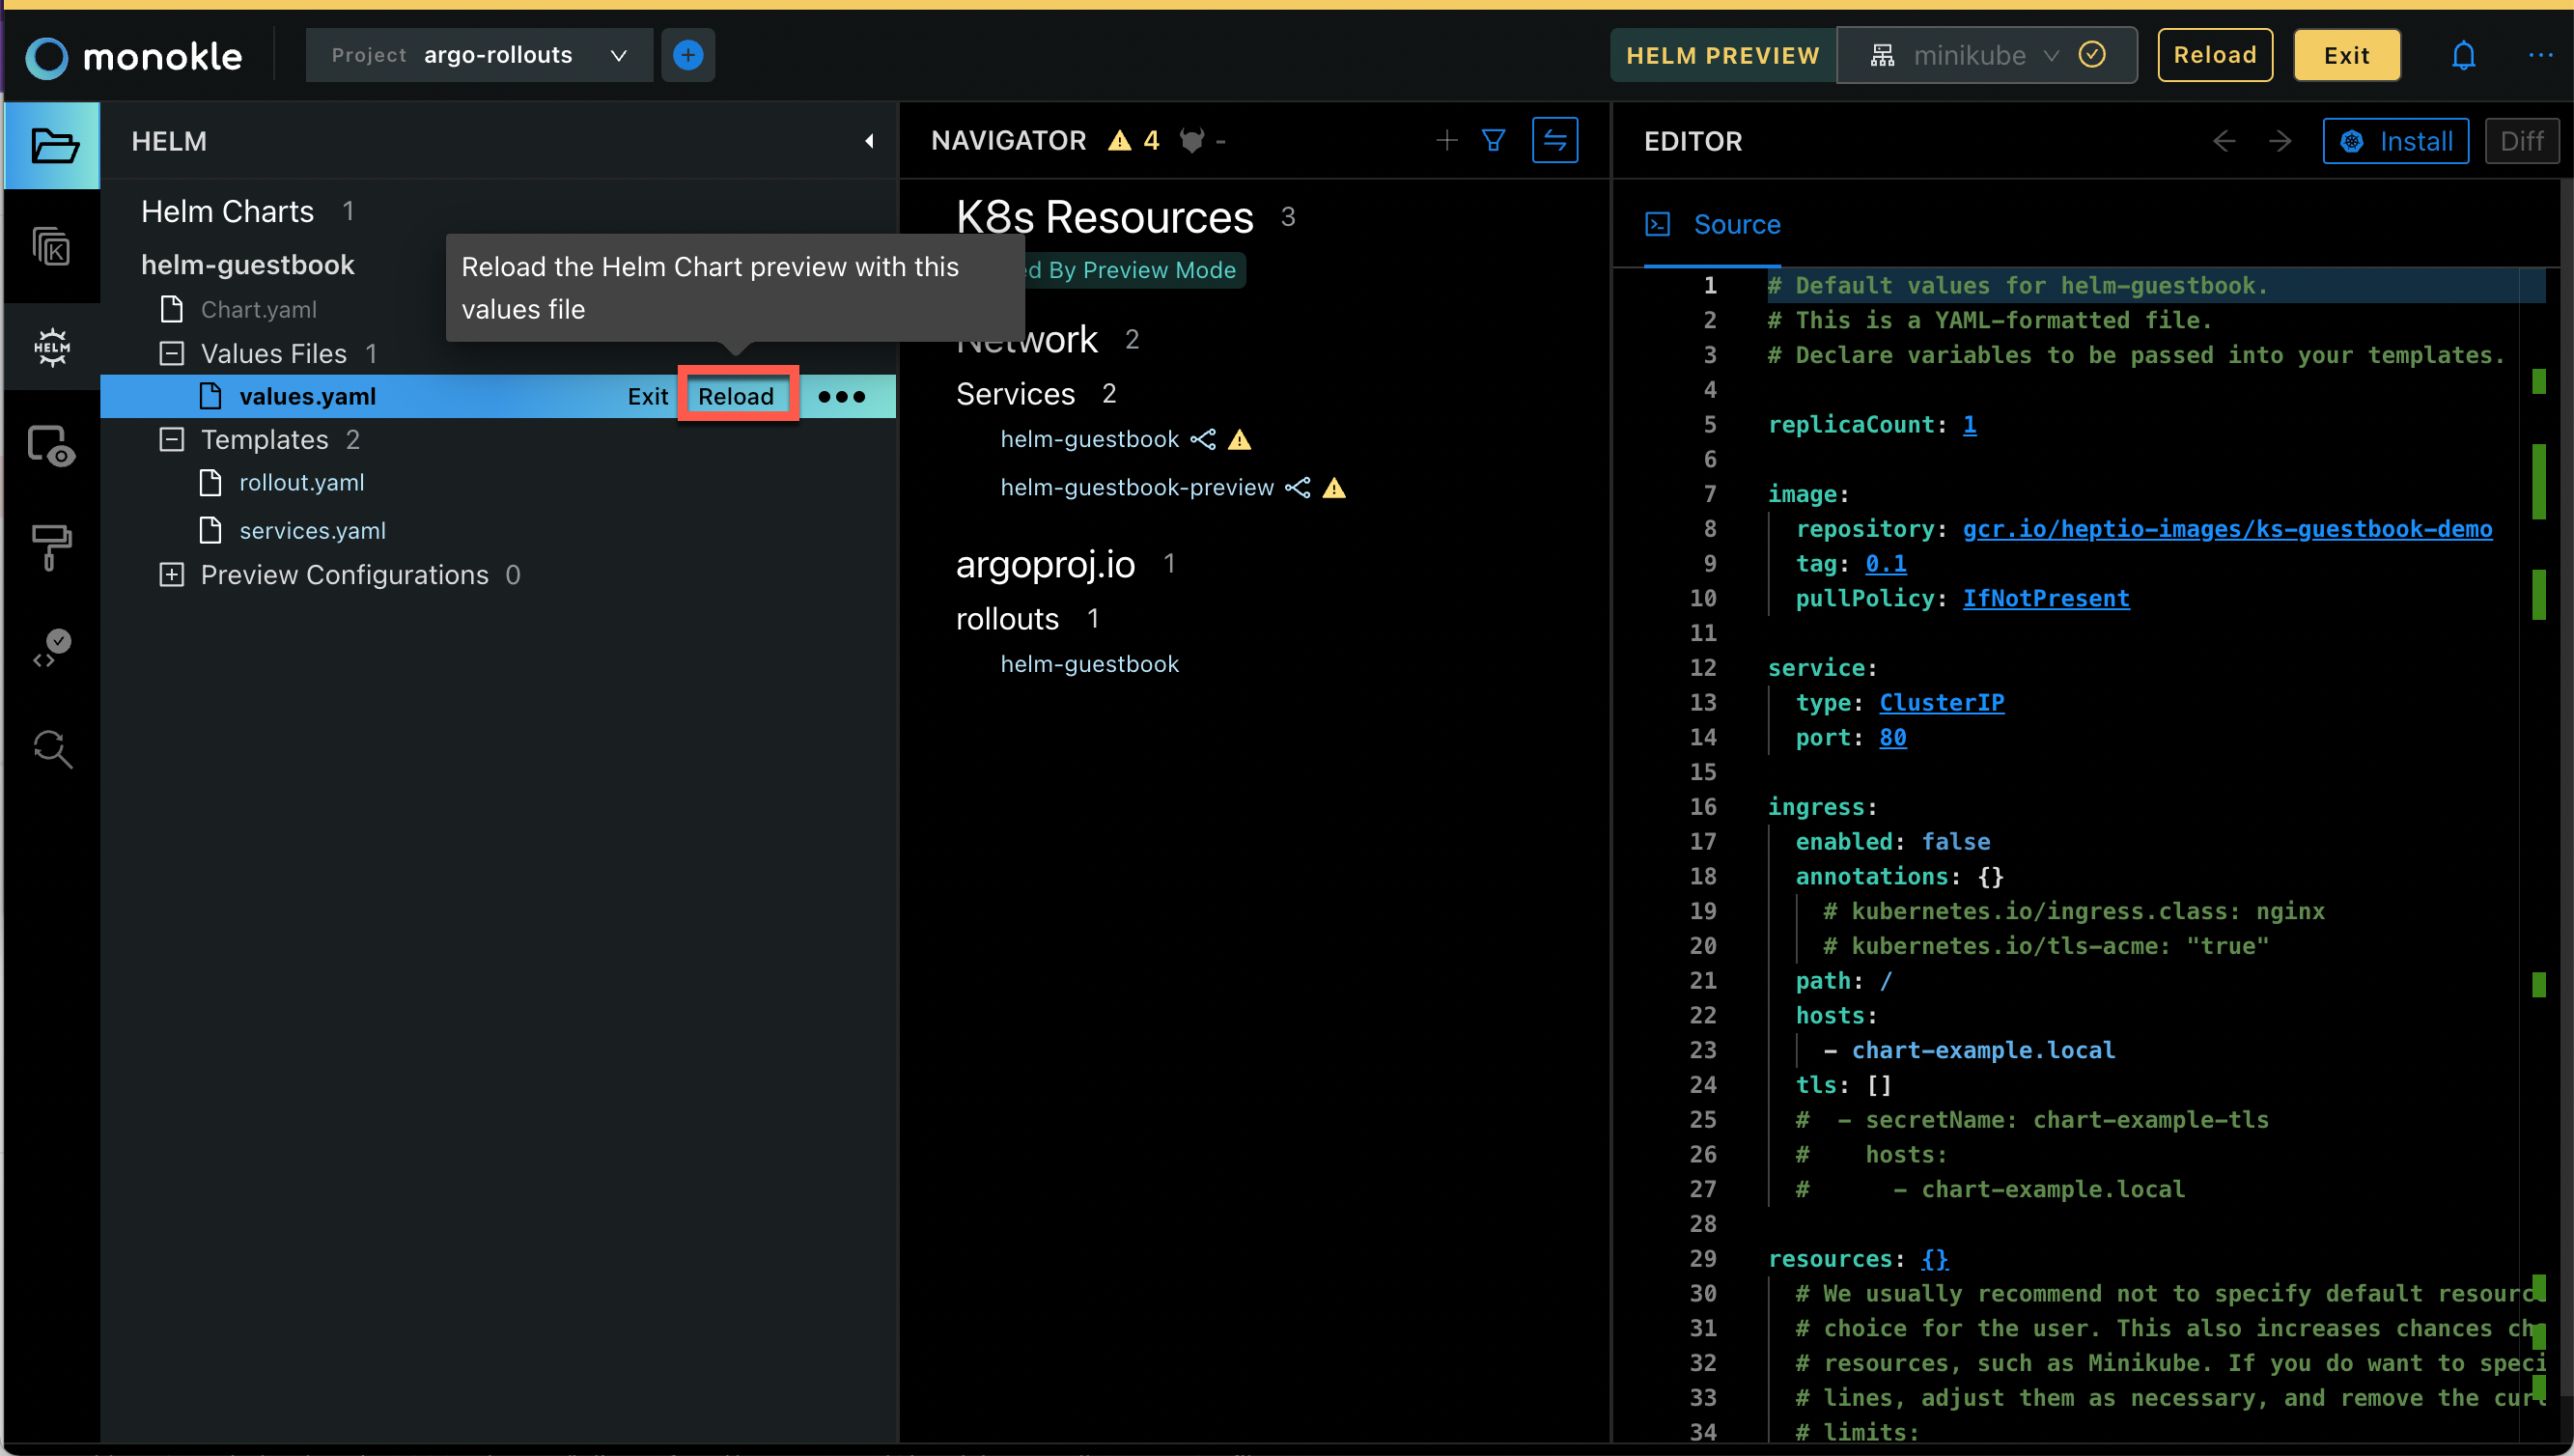 monokle
Project argo-rollouts
HELM PREVIEW
minikube
Reload
Exit
...
HELM
Helm Charts 1
helm-guestbook
Chart.yaml
Values Files 1
values.yaml Exit Reload
Templates 2
rollout.yaml
services.yaml
Preview Configurations 0
Reload the Helm Chart preview with this
values file
HELM
K
NAVIGATOR 4 -
K8s Resources 3
d By Preview Mode
Network 2
Services 2
helm-guestbook
helm-guestbook-preview
argoproj.io 1
rollouts 1
helm-guestbook
EDITOR
Install
Diff
Source
1 # Default values for helm-guestbook.
2 # This is a YAML-formatted file.
3 # Declare variables to be passed into your templates.
4
5 replicaCount: 1
6
7 image:
8 repository: gcr.io/heptio-images/ks-guestbook-demo
9 tag: 0.1
10 pullPolicy: IfNotPresent
11
12 service:
13 type: ClusterIP
14 port: 80
15
16 ingress:
17 enabled: false
18 annotations: {}
19 # kubernetes.io/ingress.class: nginx
20 # kubernetes.io/tls-acme: "true"
21 path: /
22 hosts:
23 - chart-example.local
24 tls: []
25 # - secretName: chart-example-tls
26 # hosts:
27 # - chart-example.local
28
29 resources: {}
30 # We usually recommend not to specify default resourc
31 # choice for the user. This also increases chances ch
32 # resources, such as Minikube. If you do want to speci
33 # lines, adjust them as necessary, and remove the cur
34 # limits: